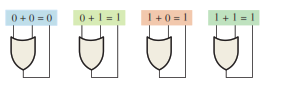 0 + 0 = 0 0 + 1 = 1 1 + 0 = 1 1 + 1 = 1